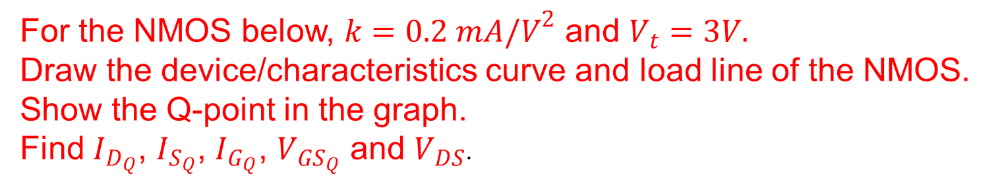 For the NMOS below, k = 0.2 mA/V² and Vₜ = 3V.
Draw the device/characteristics curve and load line of the NMOS.
Show the Q-point in the graph.
Find I_{D_Q}, I_{S_Q}, I_{G_Q}, V_{GS_Q} and V_{DS}.